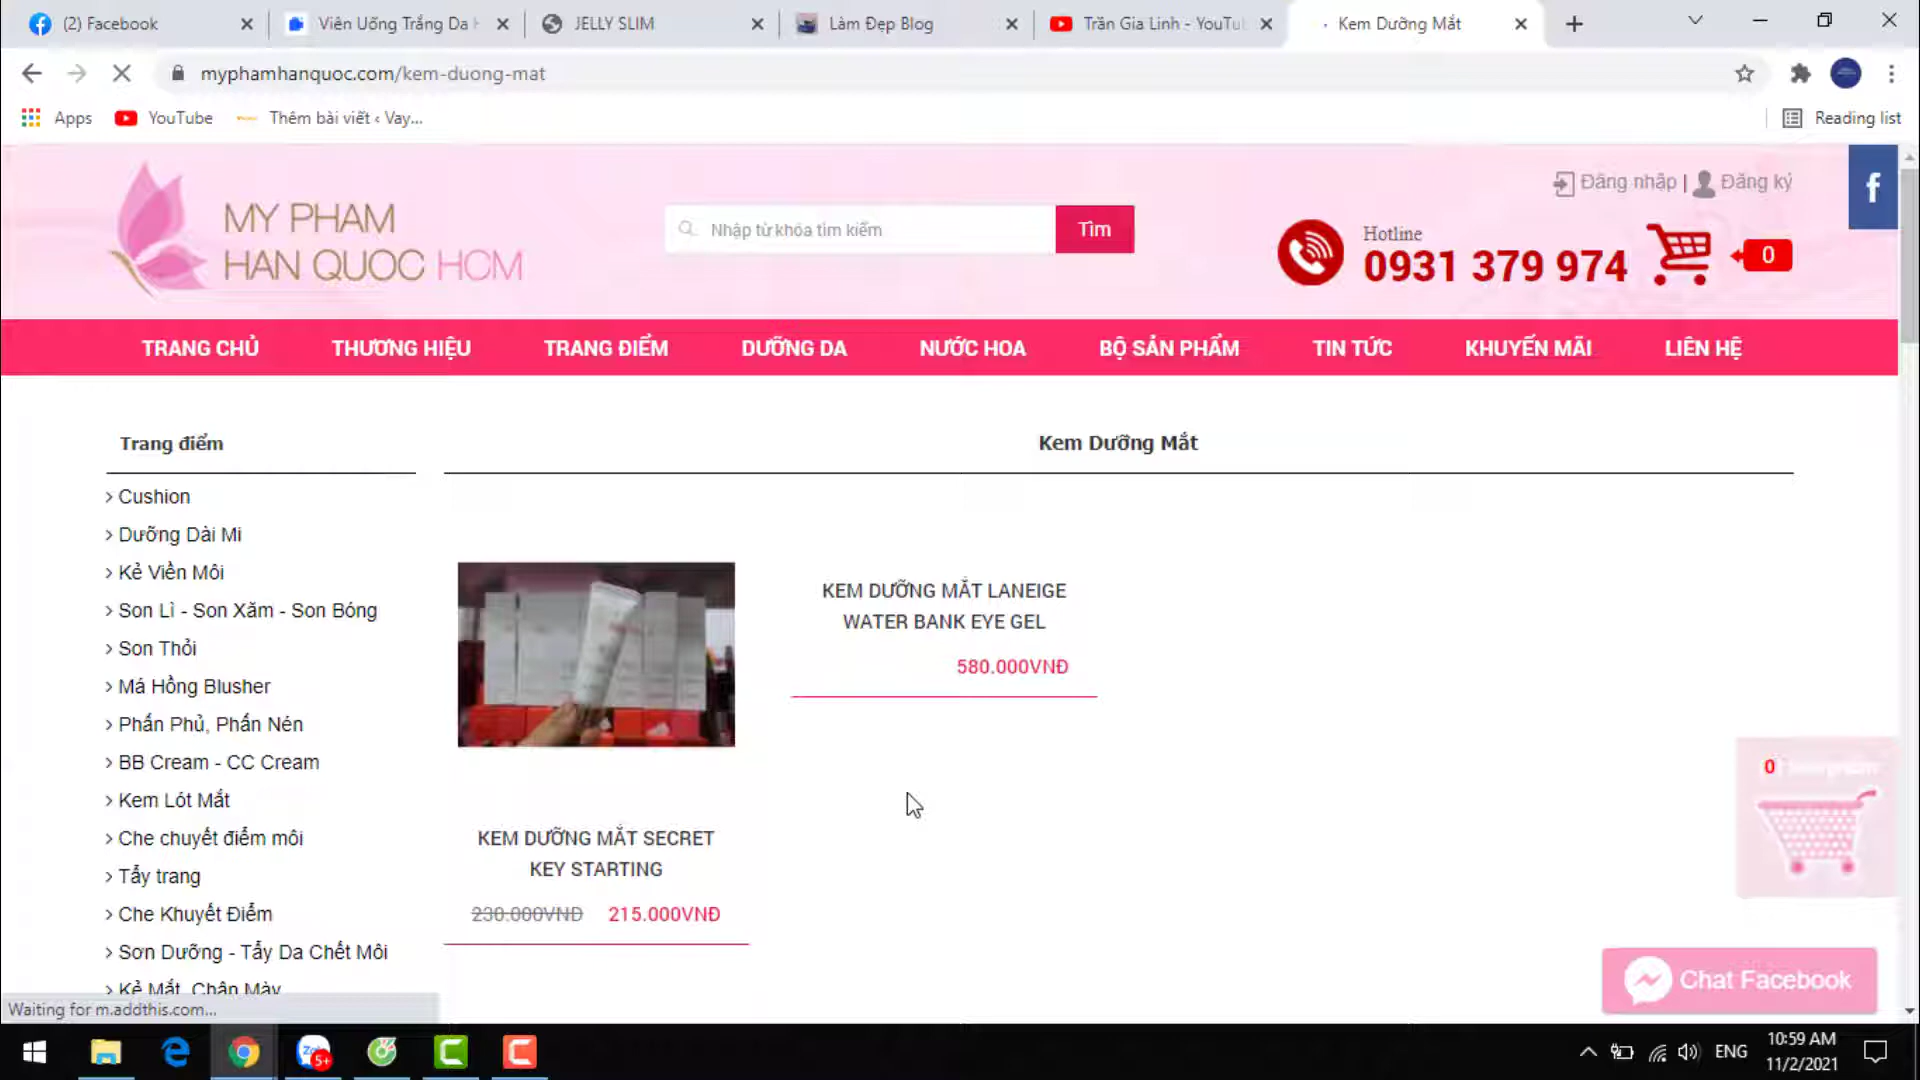 (2) Facebook
Viên Uống Trắng Da
JELLY SLIM
Làm Đẹp Blog
Trần Gia Linh - YouTu
Kem Dưỡng Mắt
myphamhanquoc.com/kem-duong-mat
Apps
YouTube
Thêm bài viết ‹ Vay...
Reading list
MY PHAM
HAN QUOC HCM
Nhập từ khóa tìm kiếm
Tìm
Đăng nhập | Đăng ký
Hotline
0931 379 974
0
f
TRANG CHỦ
THƯƠNG HIỆU
TRANG ĐIỂM
DƯỠNG DA
NƯỚC HOA
BỘ SẢN PHẨM
TIN TỨC
KHUYẾN MÃI
LIÊN HỆ
Trang điểm
Cushion
Dưỡng Dài Mi
Kẻ Viền Môi
Son Lì - Son Xăm - Son Bóng
Son Thỏi
Má Hồng Blusher
Phấn Phủ, Phấn Nén
BB Cream - CC Cream
Kem Lót Mắt
Che chuyết điểm môi
Tẩy trang
Che Khuyết Điểm
Sơn Dưỡng - Tẩy Da Chết Môi
Kẻ Mắt, Chân Mày
Kem Dưỡng Mắt
KEM DƯỠNG MẮT SECRET
KEY STARTING
230.000VNĐ 215.000VNĐ
KEM DƯỠNG MẮT LANEIGE
WATER BANK EYE GEL
580.000VNĐ
0
Chat Facebook
Waiting for m.addthis.com...
Zalo
5+
ENG
10:59 AM
11/2/2021